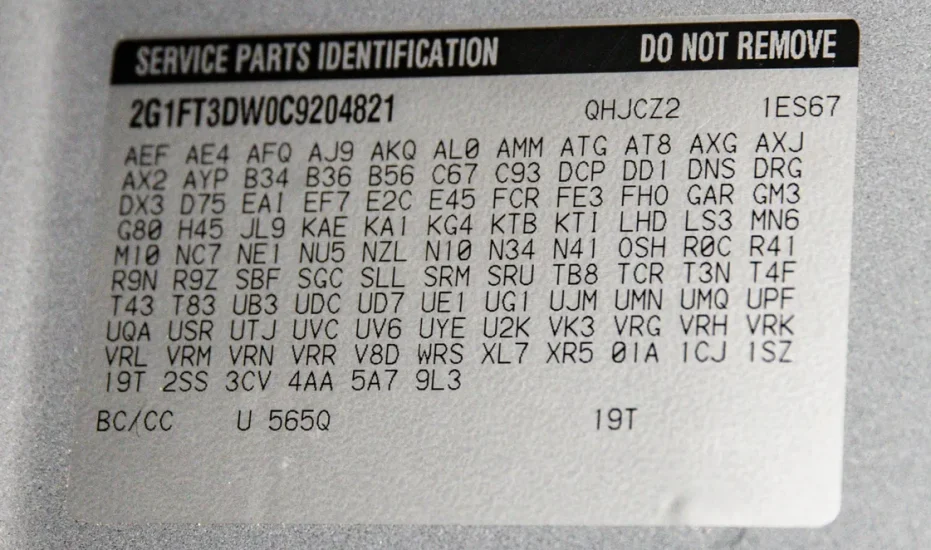 SERVICE PARTS IDENTIFICATION DO NOT REMOVE
2G1FT3DW0C9204821 QHJCZ2 1ES67
AEF AE4 AFQ AJ9 AKQ AL0 AMM ATG AT8 AXG AXJ
AX2 AYP B34 B36 B56 C67 C93 DCP DD1 DNS DRG
DX3 D75 EA1 EF7 E2C E45 FCR FE3 FHO GAR GM3
G80 H45 JL9 KAE KA1 KG4 KTB KTI LHD LS3 MN6
M10 NC7 NE1 NU5 NZL N10 N34 N41 OSH R0C R41
R9N R9Z SBF SGC SLL SRM SRU TB8 TCR T3N T4F
T43 T83 UB3 UDC UD7 UE1 UG1 UJM UMN UMQ UPF
UQA USR UTJ UVC UV6 UYE U2K VK3 VRG VRH VRK
VRL VRM VRN VRR V8D WRS XL7 XR5 01A 1CJ 1SZ
19T 2SS 3CV 4AA 5A7 9L3
BC/CC U 565Q 19T